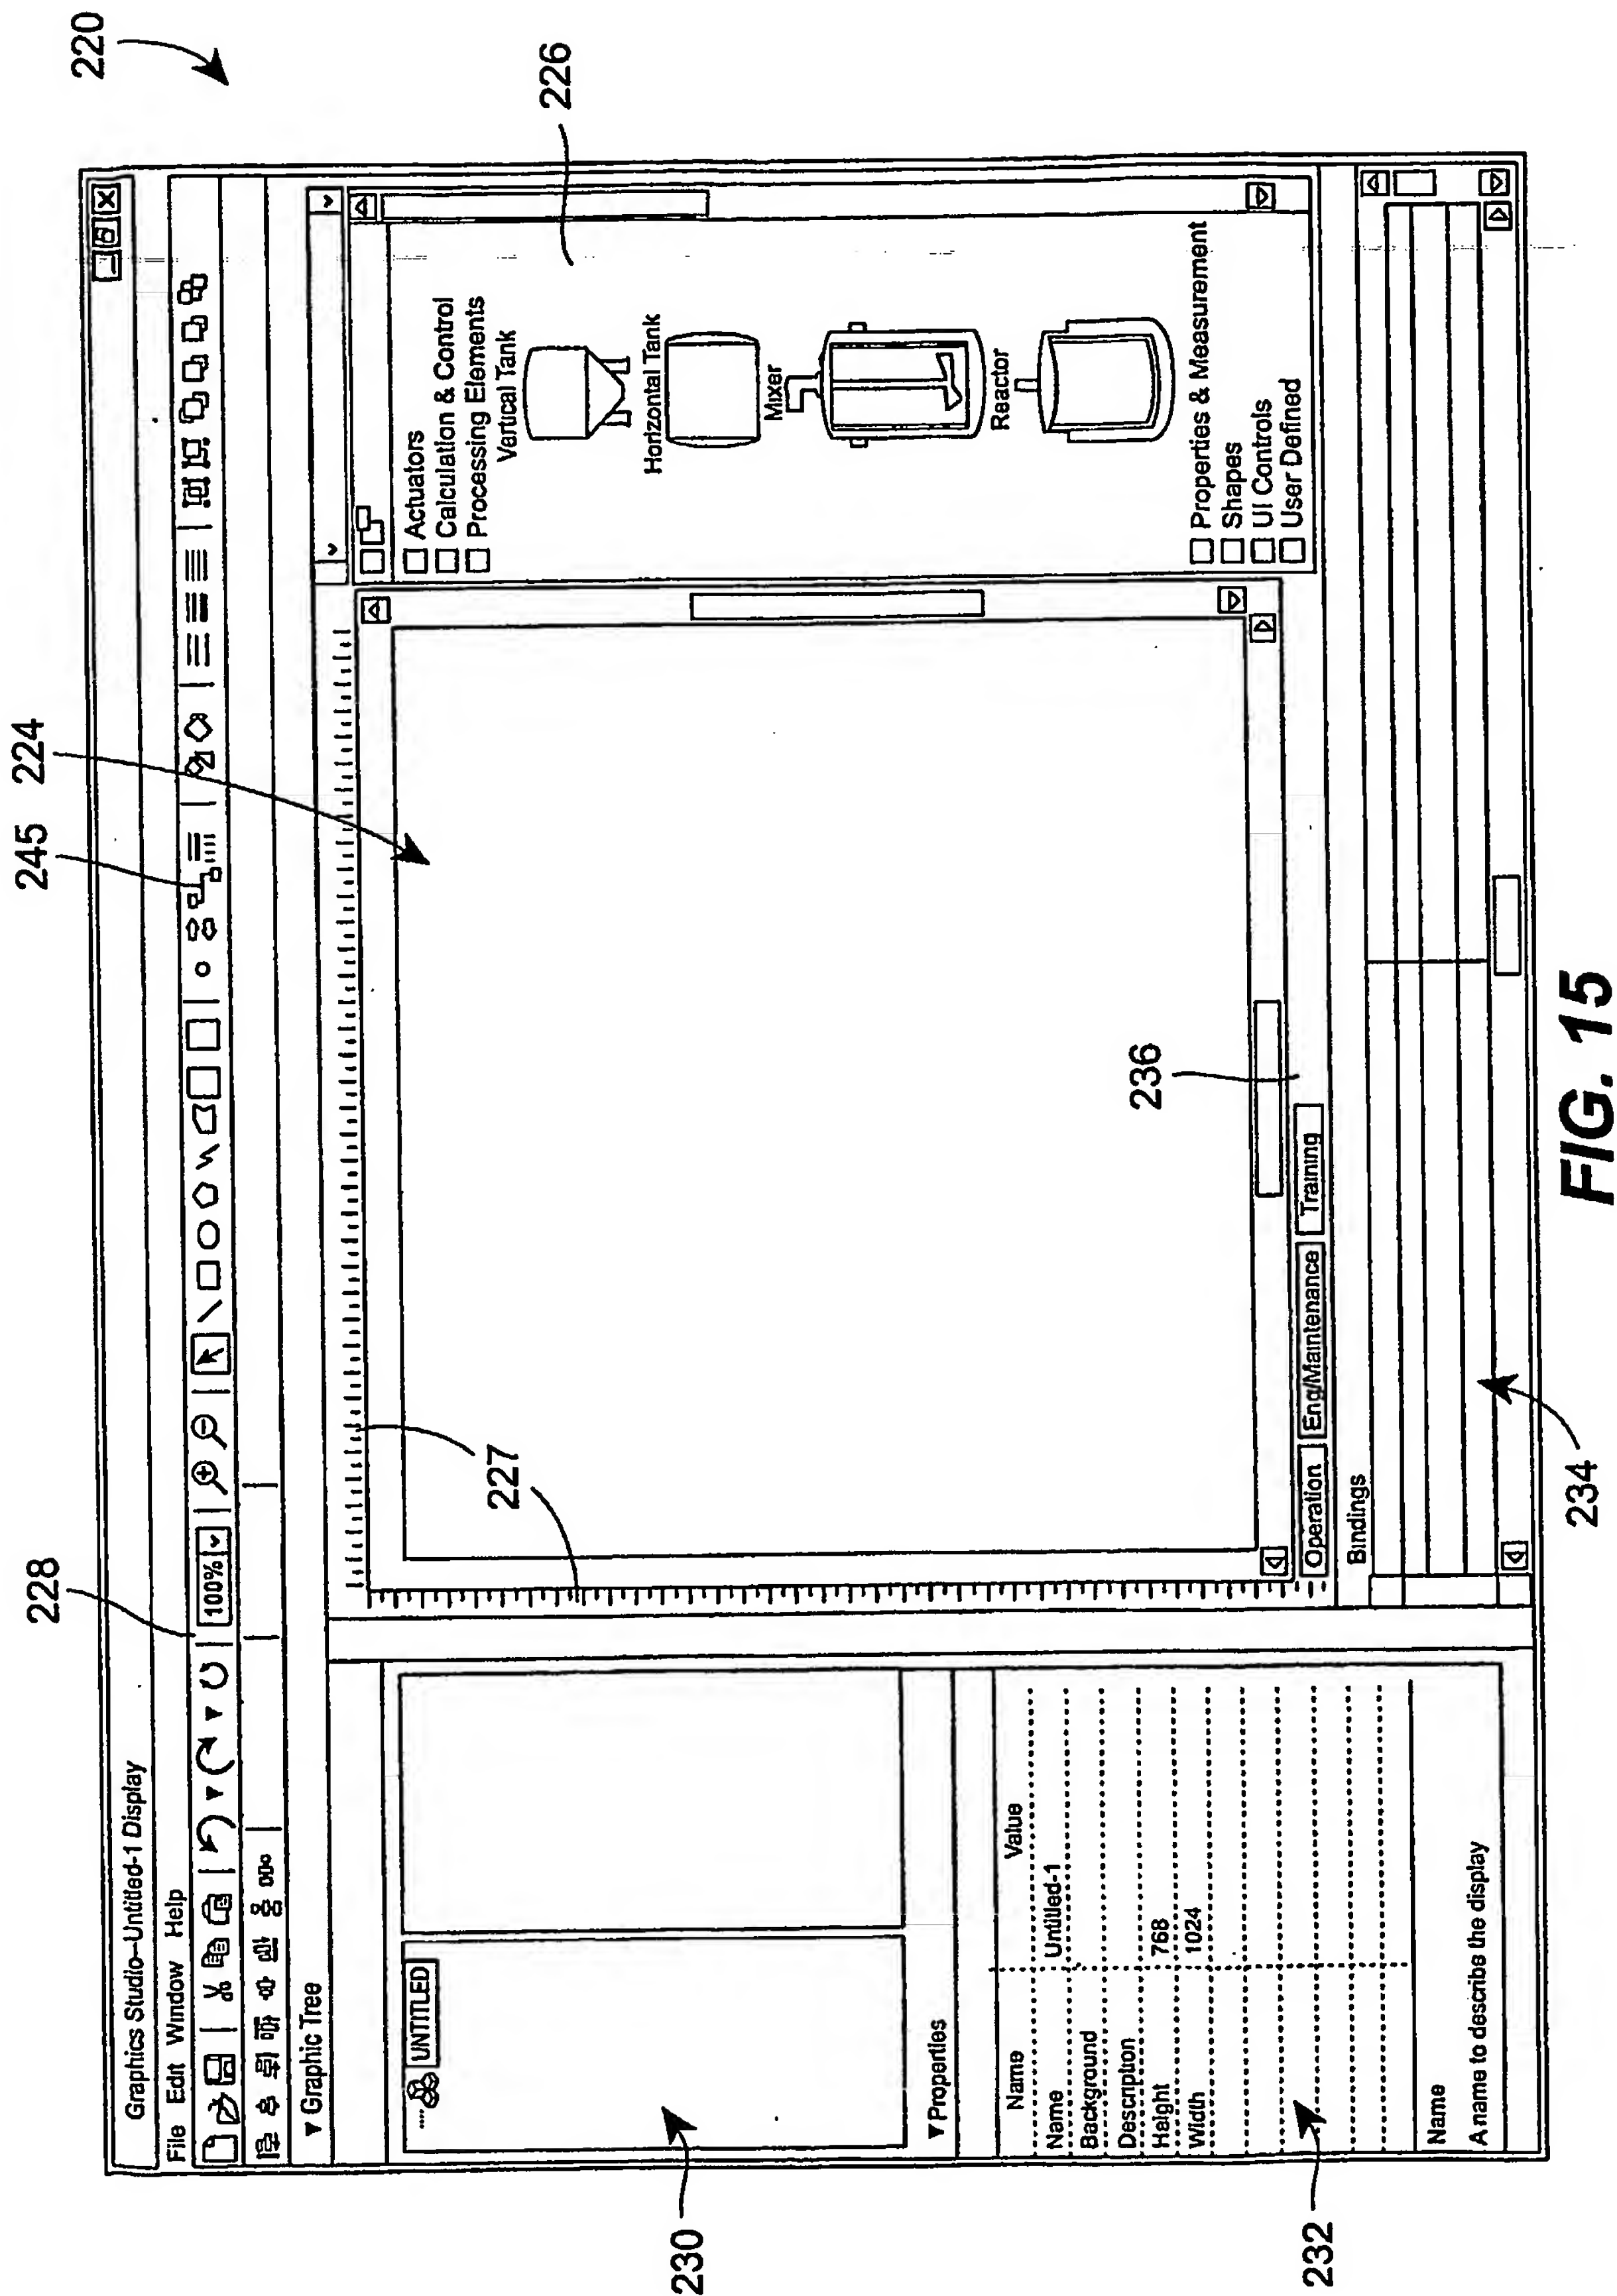 220
Graphics Studio–Untitled-1 Display
File Edit Window Help
228
245
224
100%
Graphic Tree
UNTITLED
230
Properties
Name Value
Name Untitled-1
Background
Description
Height 768
Width 1024
232
Name
A name to describe the display
227
226
Actuators
Calculation & Control
Processing Elements
Vertical Tank
Horizontal Tank
Mixer
Reactor
Properties & Measurement
Shapes
UI Controls
User Defined
236
Operation Eng/Maintenance Training
Bindings
234
FIG. 15